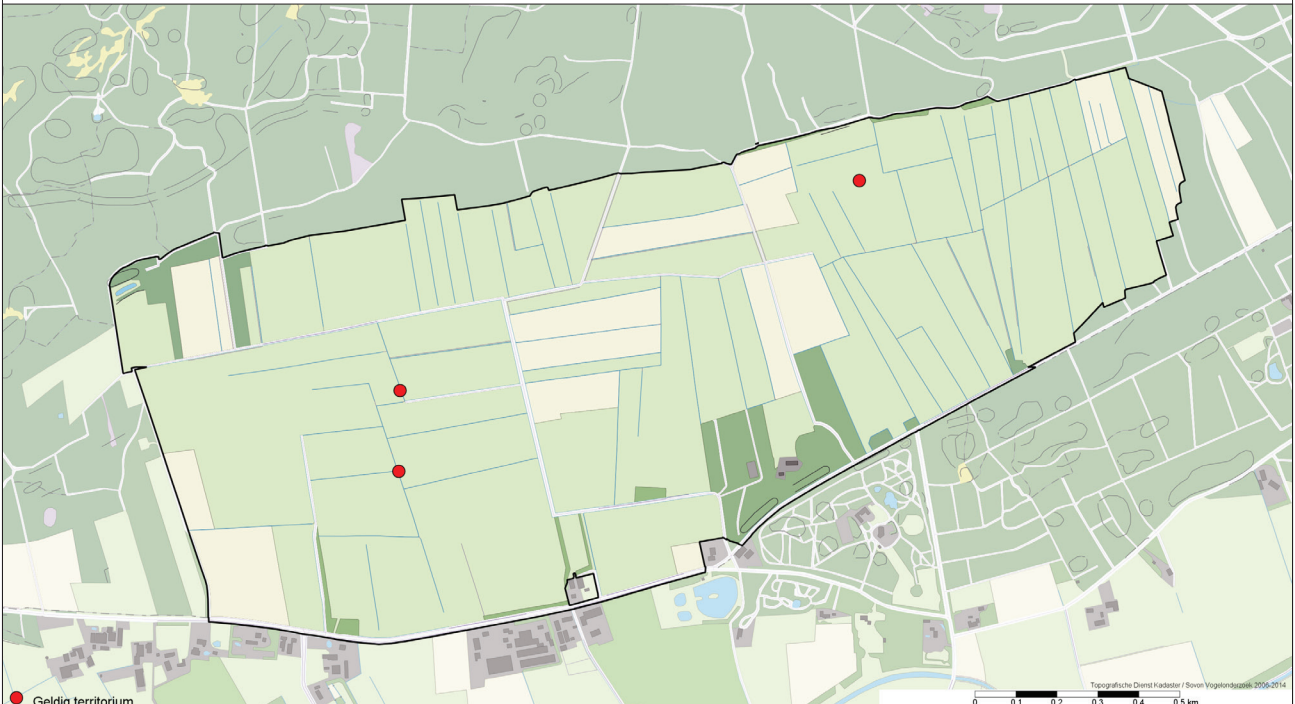 Topografische Dienst Kadaster / Sovon Vogelonderzoek 2006-2014
Geldig territorium
0 0.1 0.2 0.3 0.4 0.5 km